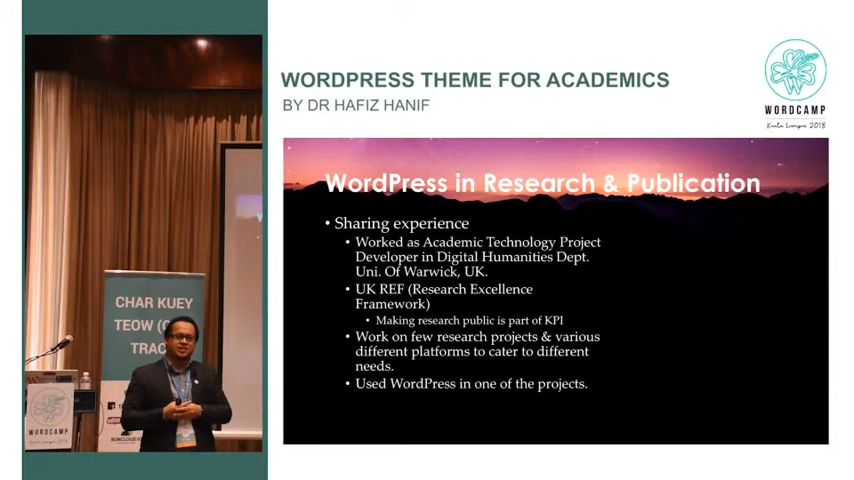 WORDPRESS THEME FOR ACADEMICS
BY DR HAFIZ HANIF
WORDCAMP
Kuala Lumpur 2018
WordPress in Research & Publication
• Sharing experience
• Worked as Academic Technology Project
Developer in Digital Humanities Dept.
Uni. Of Warwick, UK.
• UK REF (Research Excellence
Framework)
• Making research public is part of KPI
• Work on few research projects & various
different platforms to cater to different
needs.
• Used WordPress in one of the projects.
CHAR KUEY
TEOW
TRAC
WORDCAMP